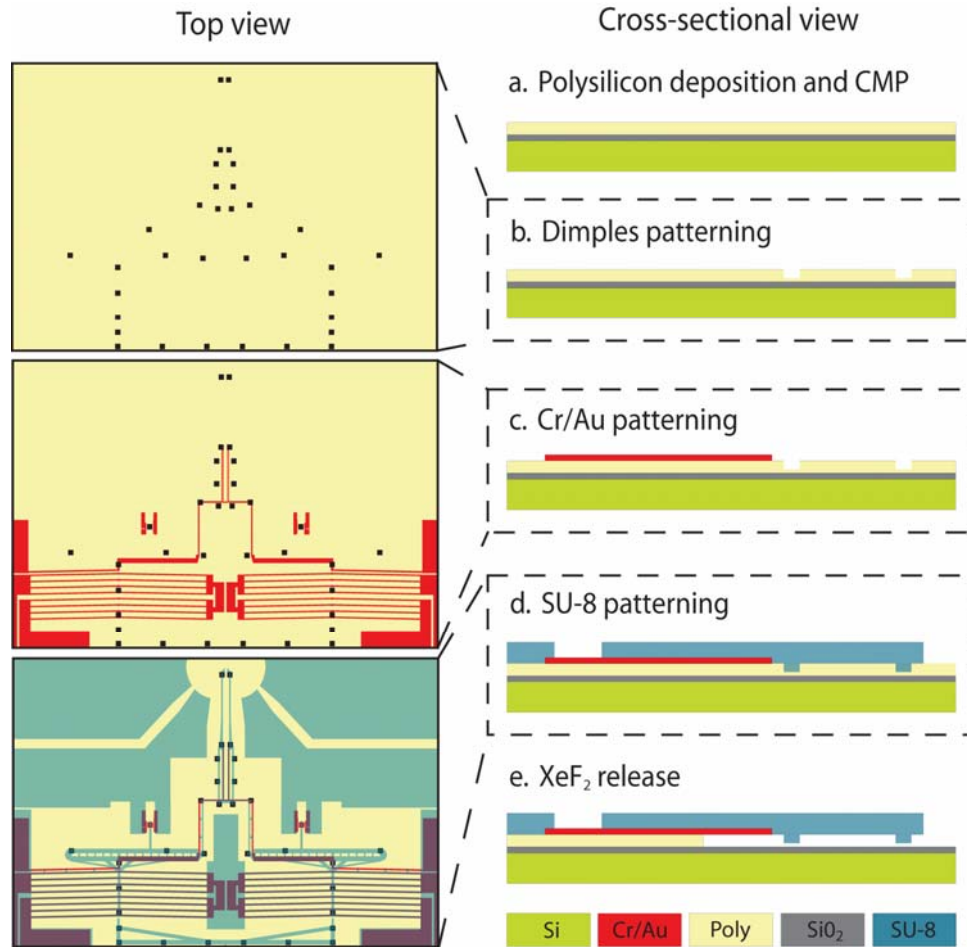 Top view
Cross-sectional view
a. Polysilicon deposition and CMP
b. Dimples patterning
c. Cr/Au patterning
d. SU-8 patterning
e. XeF₂ release
Si
Cr/Au
Poly
SiO₂
SU-8